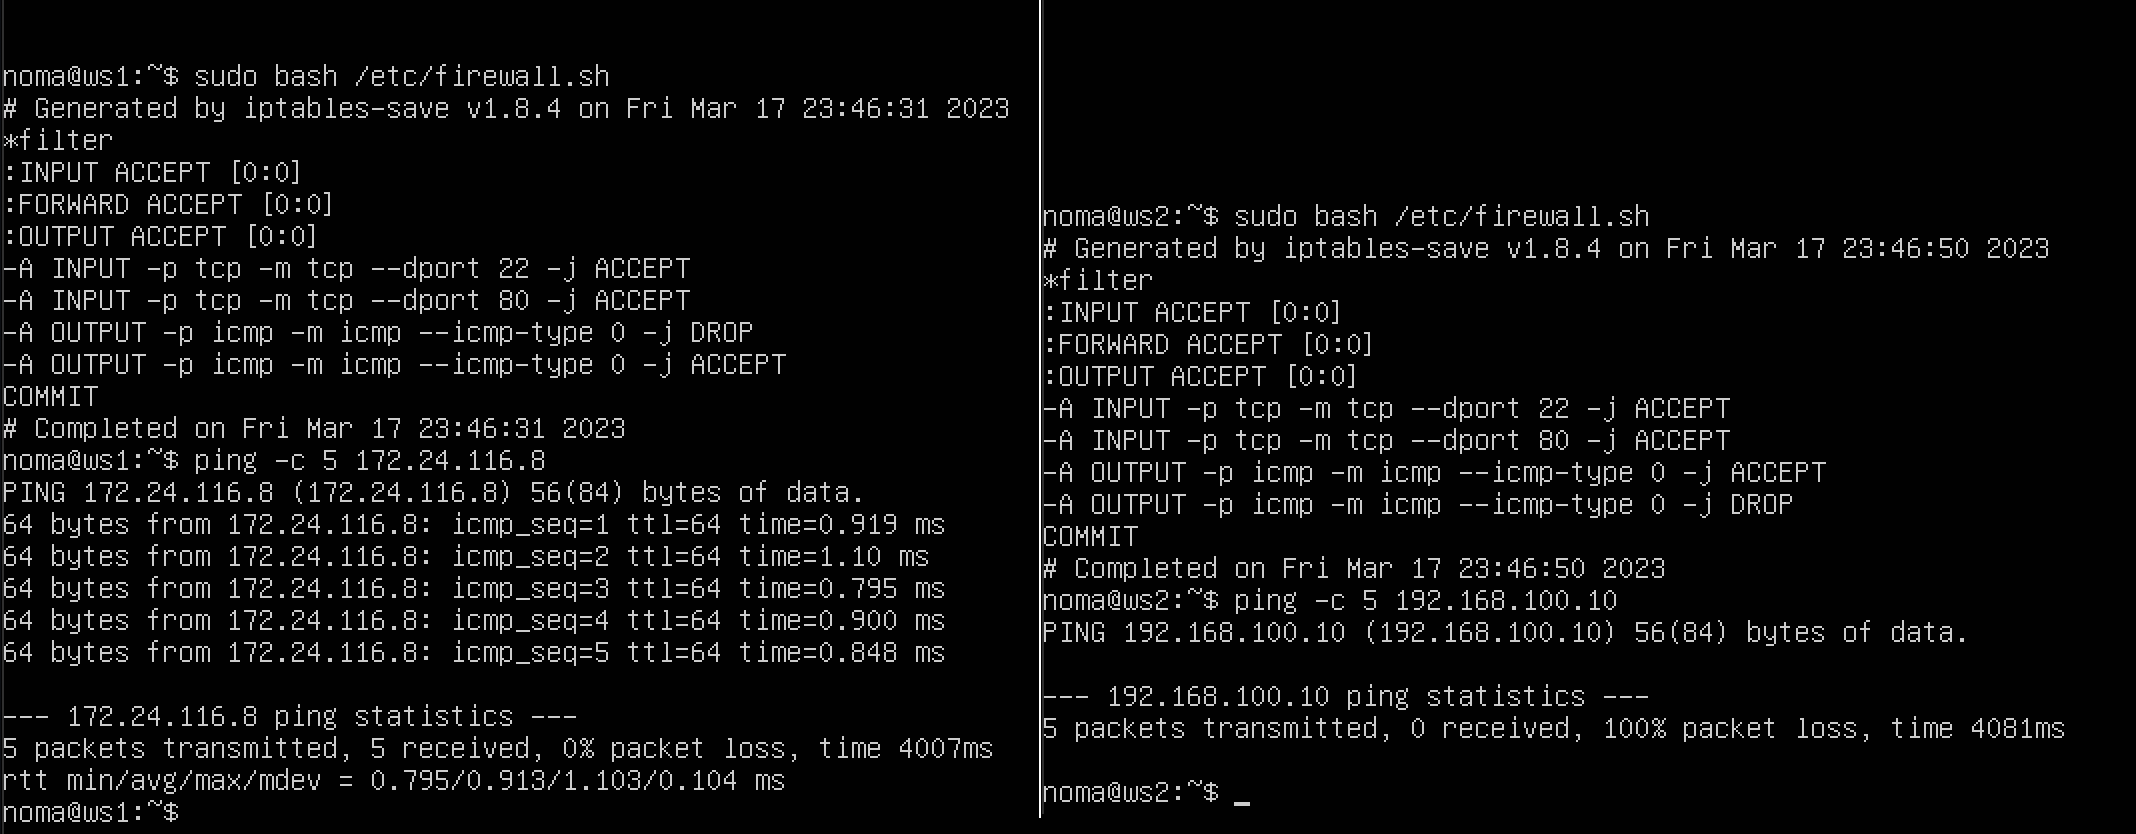 noma@ws1:~$ sudo bash /etc/firewall.sh
# Generated by iptables-save v1.8.4 on Fri Mar 17 23:46:31 2023
*filter
:INPUT ACCEPT [0:0]
:FORWARD ACCEPT [0:0]
:OUTPUT ACCEPT [0:0]
-A INPUT -p tcp -m tcp --dport 22 -j ACCEPT
-A INPUT -p tcp -m tcp --dport 80 -j ACCEPT
-A OUTPUT -p icmp -m icmp --icmp-type 0 -j DROP
-A OUTPUT -p icmp -m icmp --icmp-type 0 -j ACCEPT
COMMIT
# Completed on Fri Mar 17 23:46:31 2023
noma@ws1:~$ ping -c 5 172.24.116.8
PING 172.24.116.8 (172.24.116.8) 56(84) bytes of data.
64 bytes from 172.24.116.8: icmp_seq=1 ttl=64 time=0.919 ms
64 bytes from 172.24.116.8: icmp_seq=2 ttl=64 time=1.10 ms
64 bytes from 172.24.116.8: icmp_seq=3 ttl=64 time=0.795 ms
64 bytes from 172.24.116.8: icmp_seq=4 ttl=64 time=0.900 ms
64 bytes from 172.24.116.8: icmp_seq=5 ttl=64 time=0.848 ms
--- 172.24.116.8 ping statistics ---
5 packets transmitted, 5 received, 0% packet loss, time 4007ms
rtt min/avg/max/mdev = 0.795/0.913/1.103/0.104 ms
noma@ws1:~$
noma@ws2:~$ sudo bash /etc/firewall.sh
# Generated by iptables-save v1.8.4 on Fri Mar 17 23:46:50 2023
*filter
:INPUT ACCEPT [0:0]
:FORWARD ACCEPT [0:0]
:OUTPUT ACCEPT [0:0]
-A INPUT -p tcp -m tcp --dport 22 -j ACCEPT
-A INPUT -p tcp -m tcp --dport 80 -j ACCEPT
-A OUTPUT -p icmp -m icmp --icmp-type 0 -j ACCEPT
-A OUTPUT -p icmp -m icmp --icmp-type 0 -j DROP
COMMIT
# Completed on Fri Mar 17 23:46:50 2023
noma@ws2:~$ ping -c 5 192.168.100.10
PING 192.168.100.10 (192.168.100.10) 56(84) bytes of data.
--- 192.168.100.10 ping statistics ---
5 packets transmitted, 0 received, 100% packet loss, time 4081ms
noma@ws2:~$ _